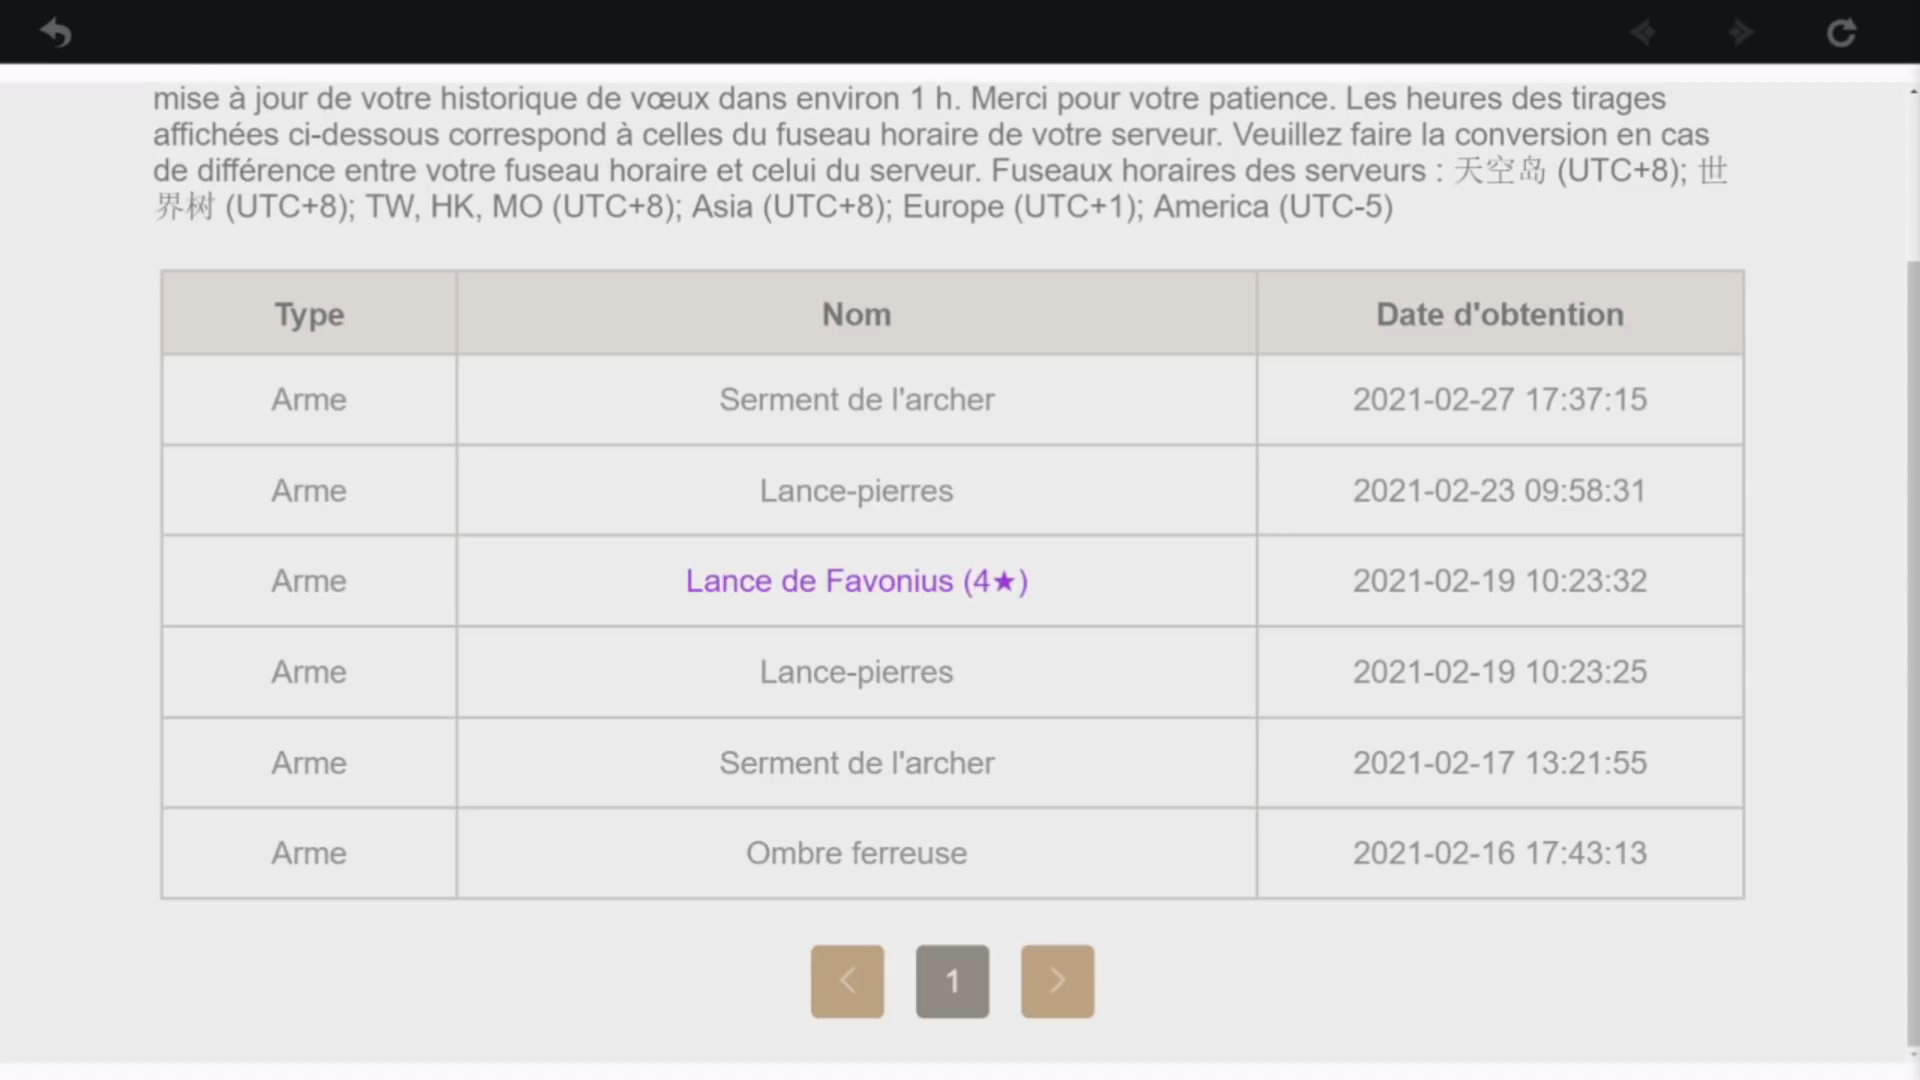 mise à jour de votre historique de vœux dans environ 1 h. Merci pour votre patience. Les heures des tirages
affichées ci-dessous correspond à celles du fuseau horaire de votre serveur. Veuillez faire la conversion en cas
de différence entre votre fuseau horaire et celui du serveur. Fuseaux horaires des serveurs : 天空岛 (UTC+8); 世
界树 (UTC+8); TW, HK, MO (UTC+8); Asia (UTC+8); Europe (UTC+1); America (UTC-5)
Type Nom Date d'obtention
Arme Serment de l'archer 2021-02-27 17:37:15
Arme Lance-pierres 2021-02-23 09:58:31
Arme Lance de Favonius (4★) 2021-02-19 10:23:32
Arme Lance-pierres 2021-02-19 10:23:25
Arme Serment de l'archer 2021-02-17 13:21:55
Arme Ombre ferreuse 2021-02-16 17:43:13
1